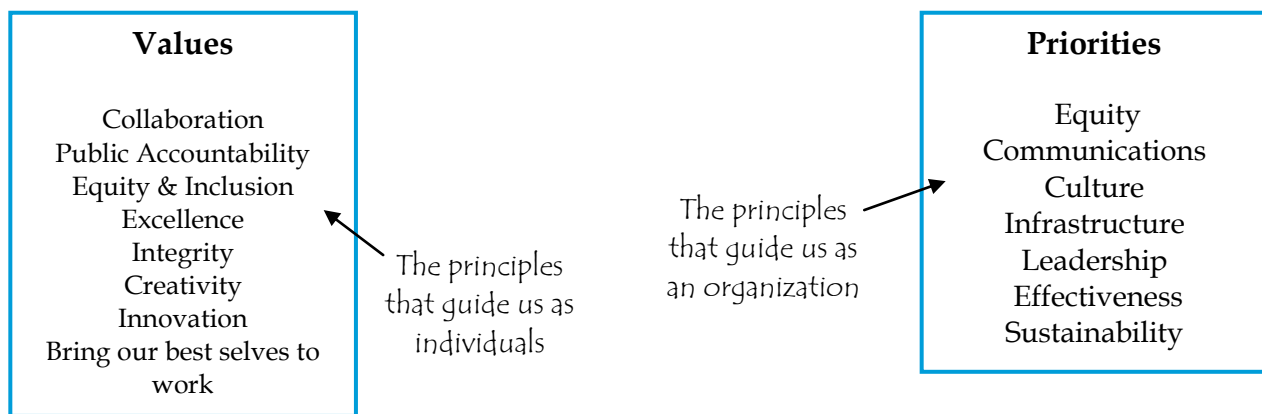 Values
Collaboration
Public Accountability
Equity & Inclusion
Excellence
Integrity
Creativity
Innovation
Bring our best selves to
work
The principles
that guide us as
individuals
The principles
that guide us as
an organization
Priorities
Equity
Communications
Culture
Infrastructure
Leadership
Effectiveness
Sustainability